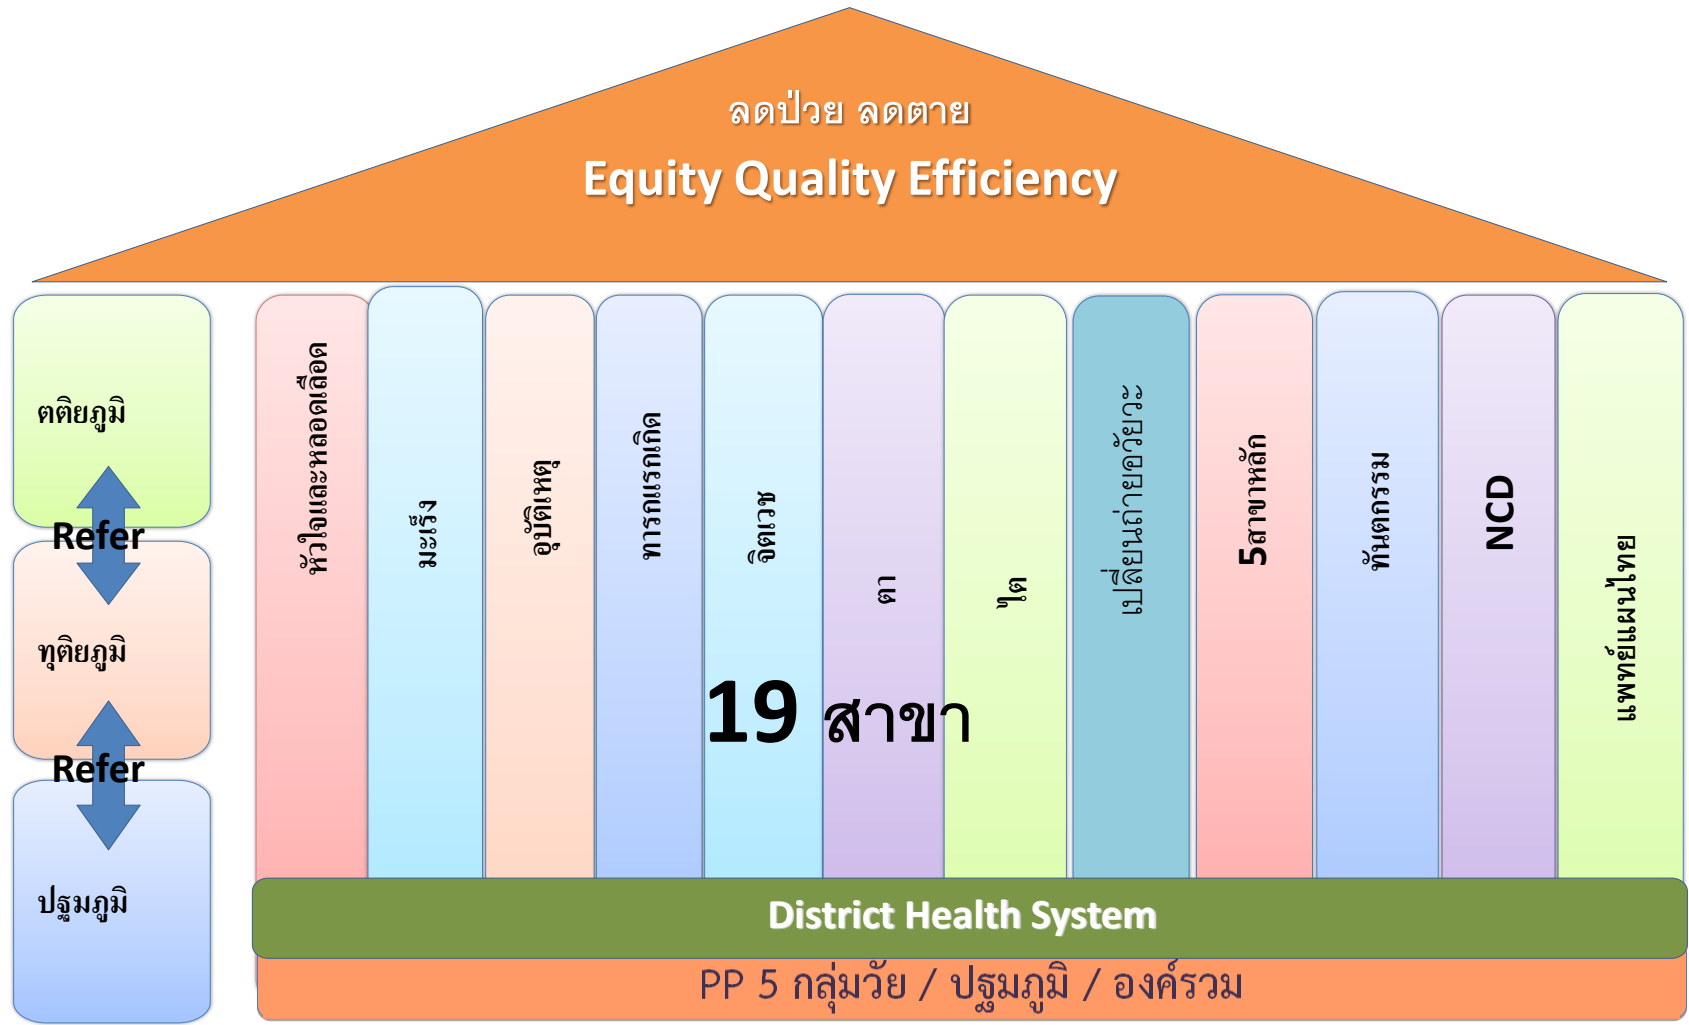 ลดป่วย ลดตาย
Equity Quality Efficiency
ตติยภูมิ
Refer
ทุติยภูมิ
Refer
ปฐมภูมิ
หัวใจและหลอดเลือด
มะเร็ง
อุบัติเหตุ
ทารกแรกเกิด
จิตเวช
ตา
ไต
เปลี่ยนถ่ายอวัยวะ
5สาขาหลัก
ทันตกรรม
NCD
แพทย์แผนไทย
19 สาขา
District Health System
PP 5 กลุ่มวัย / ปฐมภูมิ / องค์รวม